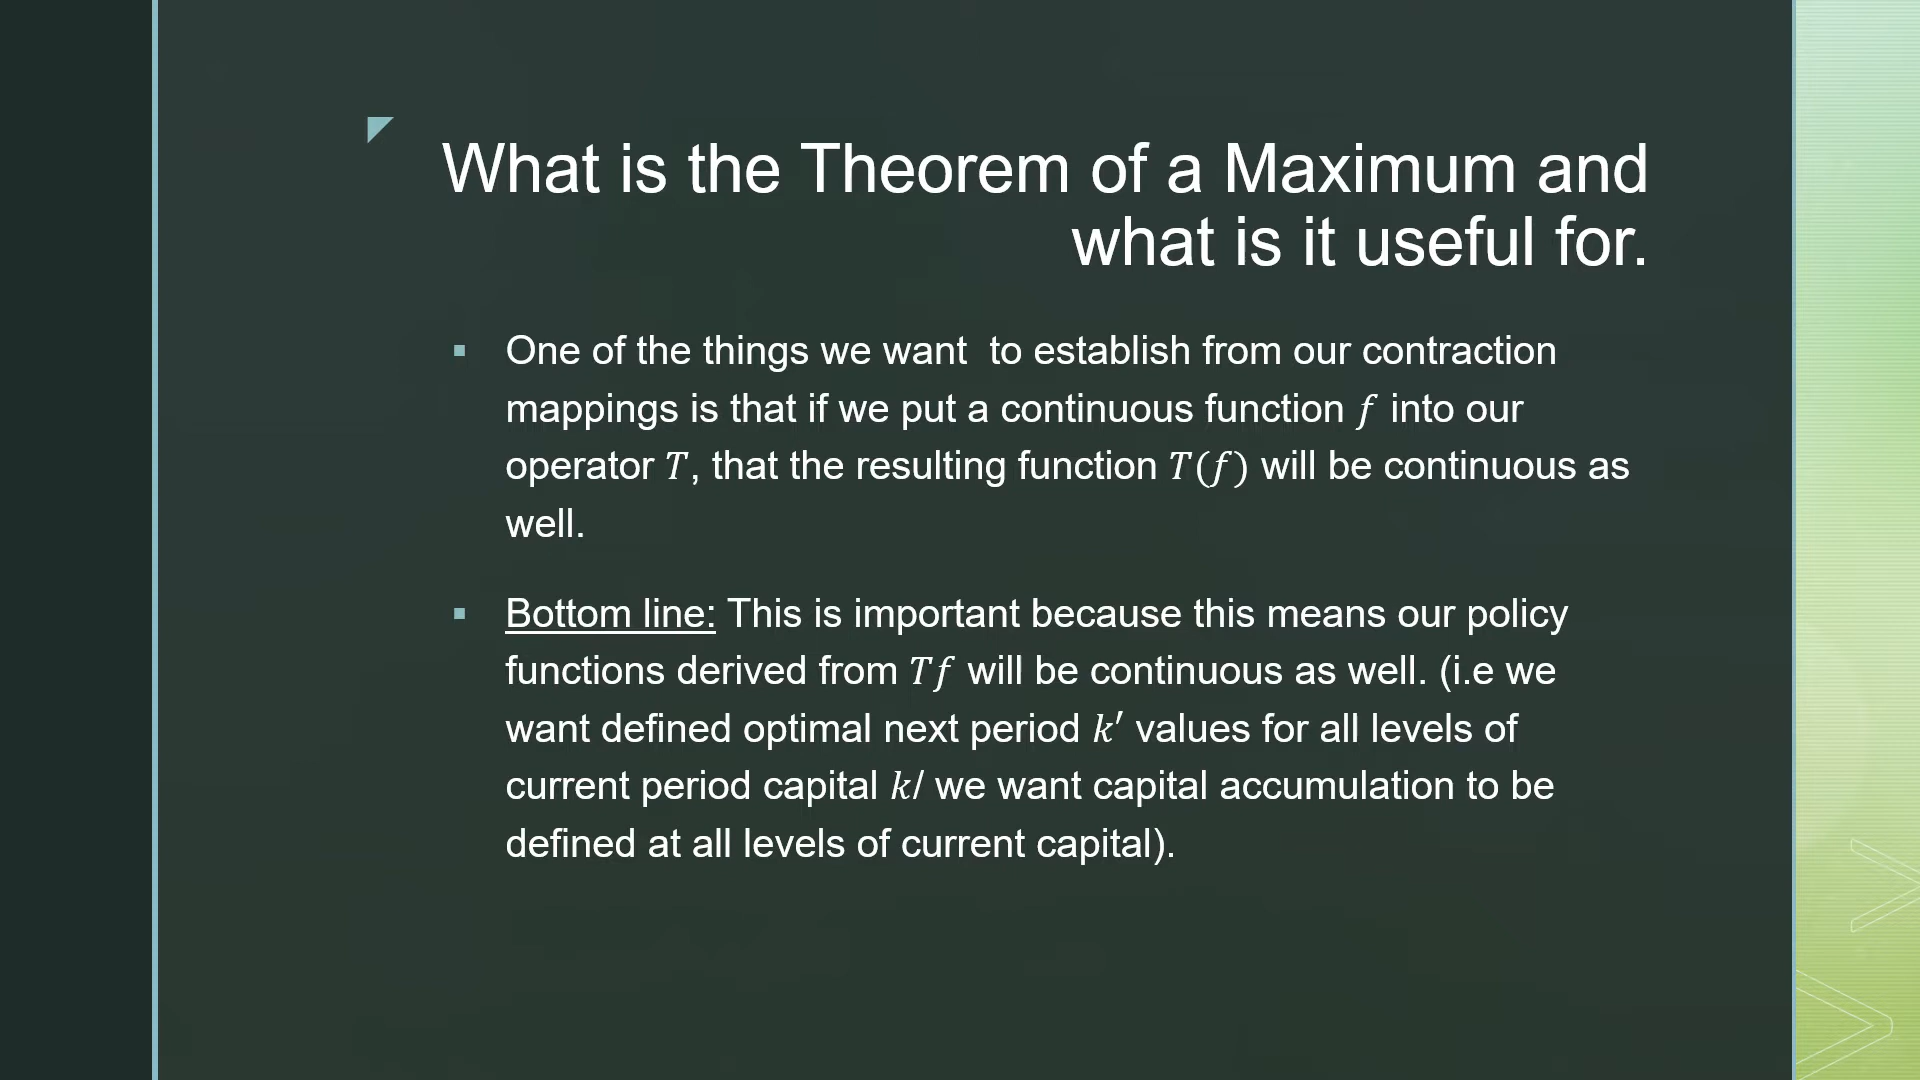 What is the Theorem of a Maximum and
what is it useful for.
▪ One of the things we want  to establish from our contraction
mappings is that if we put a continuous function 𝑓 into our
operator 𝑇, that the resulting function 𝑇(𝑓) will be continuous as
well.
▪ Bottom line: This is important because this means our policy
functions derived from 𝑇𝑓 will be continuous as well. (i.e we
want defined optimal next period 𝑘′ values for all levels of
current period capital 𝑘/ we want capital accumulation to be
defined at all levels of current capital).